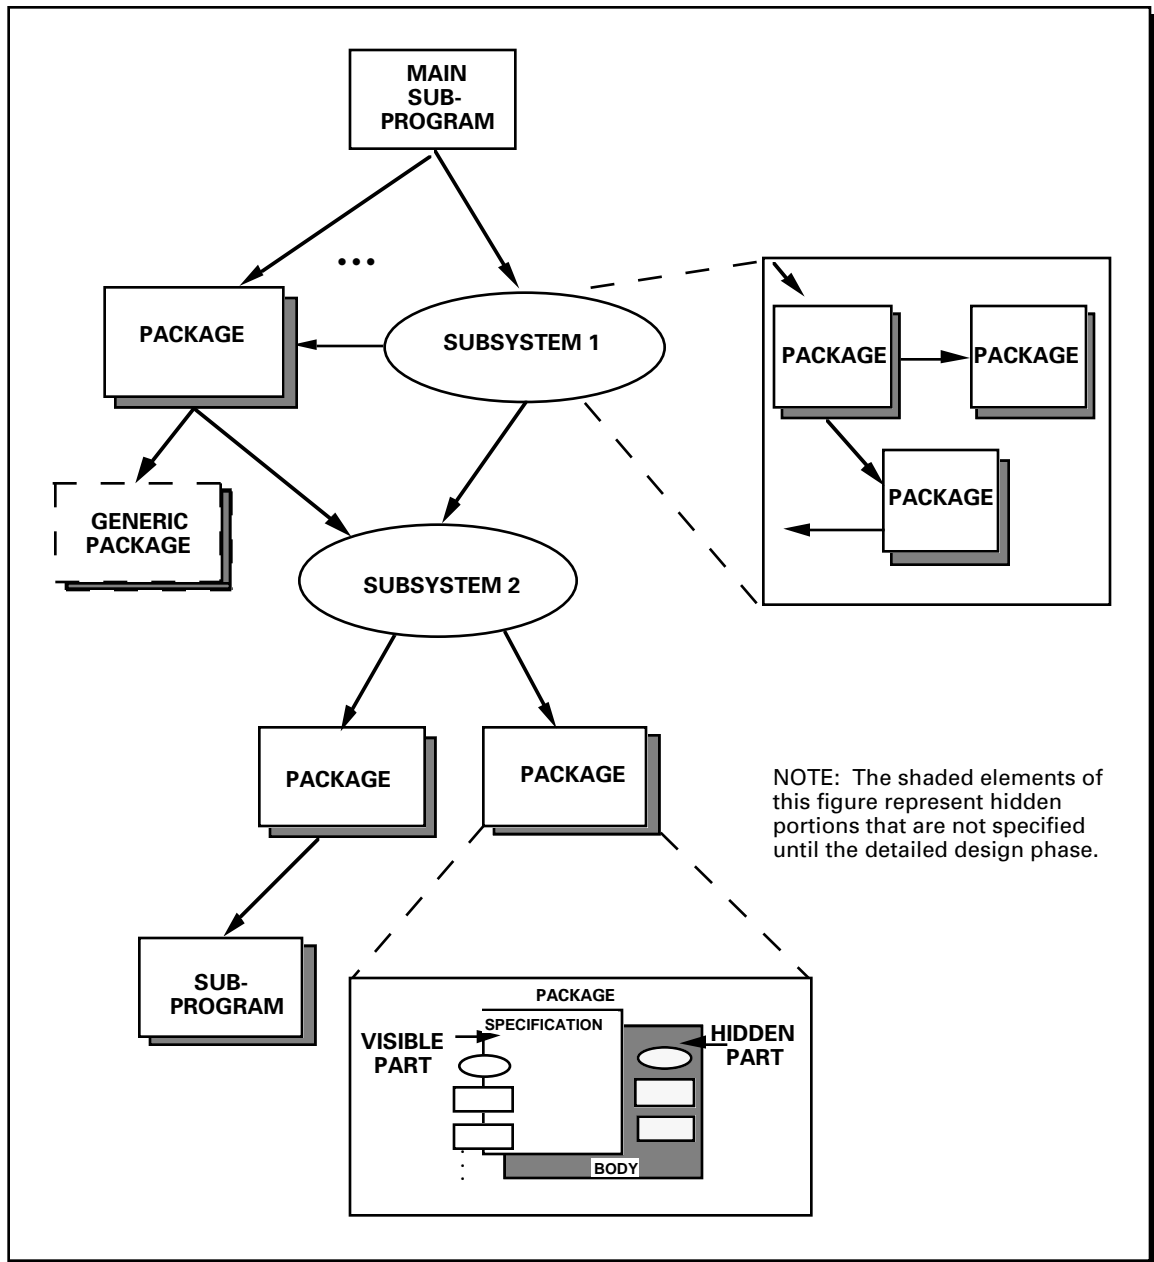 MAIN
SUB-
PROGRAM
...
PACKAGE
SUBSYSTEM 1
PACKAGE
PACKAGE
PACKAGE
GENERIC
PACKAGE
SUBSYSTEM 2
PACKAGE
PACKAGE
NOTE: The shaded elements of
this figure represent hidden
portions that are not specified
until the detailed design phase.
SUB-
PROGRAM
PACKAGE
SPECIFICATION
VISIBLE
PART
HIDDEN
PART
BODY